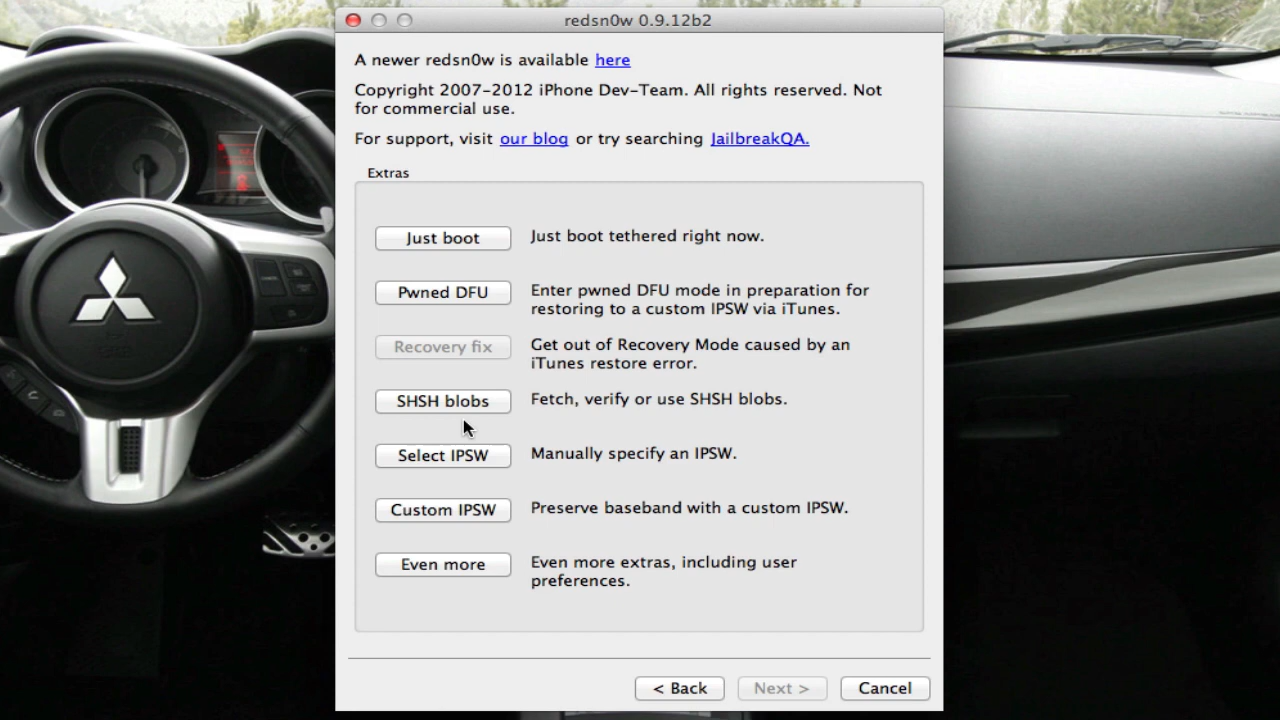 redsn0w 0.9.12b2
A newer redsn0w is available here
Copyright 2007-2012 iPhone Dev-Team. All rights reserved. Not
for commercial use.
For support, visit our blog or try searching JailbreakQA.
Extras
Just boot
Just boot tethered right now.
Pwned DFU
Enter pwned DFU mode in preparation for
restoring to a custom IPSW via iTunes.
Recovery fix
Get out of Recovery Mode caused by an
iTunes restore error.
SHSH blobs
Fetch, verify or use SHSH blobs.
Select IPSW
Manually specify an IPSW.
Custom IPSW
Preserve baseband with a custom IPSW.
Even more
Even more extras, including user
preferences.
< Back
Next >
Cancel